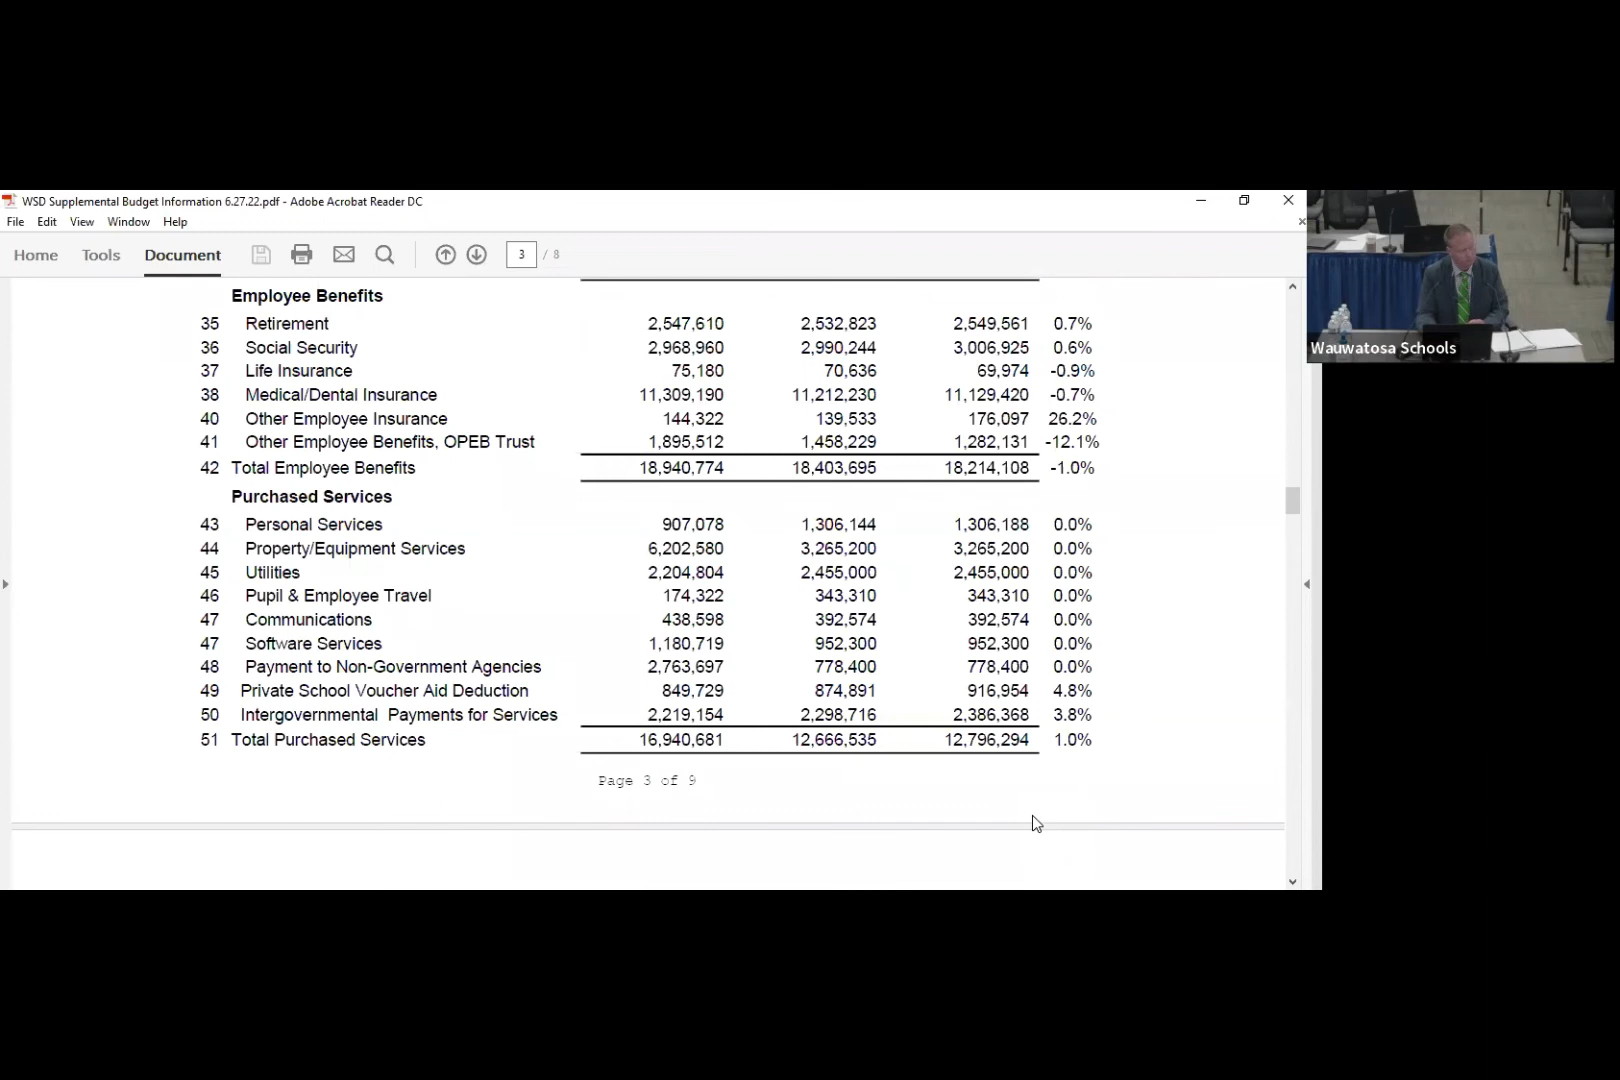 WSD Supplemental Budget Information 6.27.22.pdf - Adobe Acrobat Reader DC
File Edit View Window Help
Home Tools Document 3 / 8
Employee Benefits
35 Retirement 2,547,610 2,532,823 2,549,561 0.7%
36 Social Security 2,968,960 2,990,244 3,006,925 0.6%
37 Life Insurance 75,180 70,636 69,974 -0.9%
38 Medical/Dental Insurance 11,309,190 11,212,230 11,129,420 -0.7%
40 Other Employee Insurance 144,322 139,533 176,097 26.2%
41 Other Employee Benefits, OPEB Trust 1,895,512 1,458,229 1,282,131 -12.1%
42 Total Employee Benefits 18,940,774 18,403,695 18,214,108 -1.0%
Purchased Services
43 Personal Services 907,078 1,306,144 1,306,188 0.0%
44 Property/Equipment Services 6,202,580 3,265,200 3,265,200 0.0%
45 Utilities 2,204,804 2,455,000 2,455,000 0.0%
46 Pupil & Employee Travel 174,322 343,310 343,310 0.0%
47 Communications 438,598 392,574 392,574 0.0%
47 Software Services 1,180,719 952,300 952,300 0.0%
48 Payment to Non-Government Agencies 2,763,697 778,400 778,400 0.0%
49 Private School Voucher Aid Deduction 849,729 874,891 916,954 4.8%
50 Intergovernmental Payments for Services 2,219,154 2,298,716 2,386,368 3.8%
51 Total Purchased Services 16,940,681 12,666,535 12,796,294 1.0%
Page 3 of 9
Wauwatosa Schools